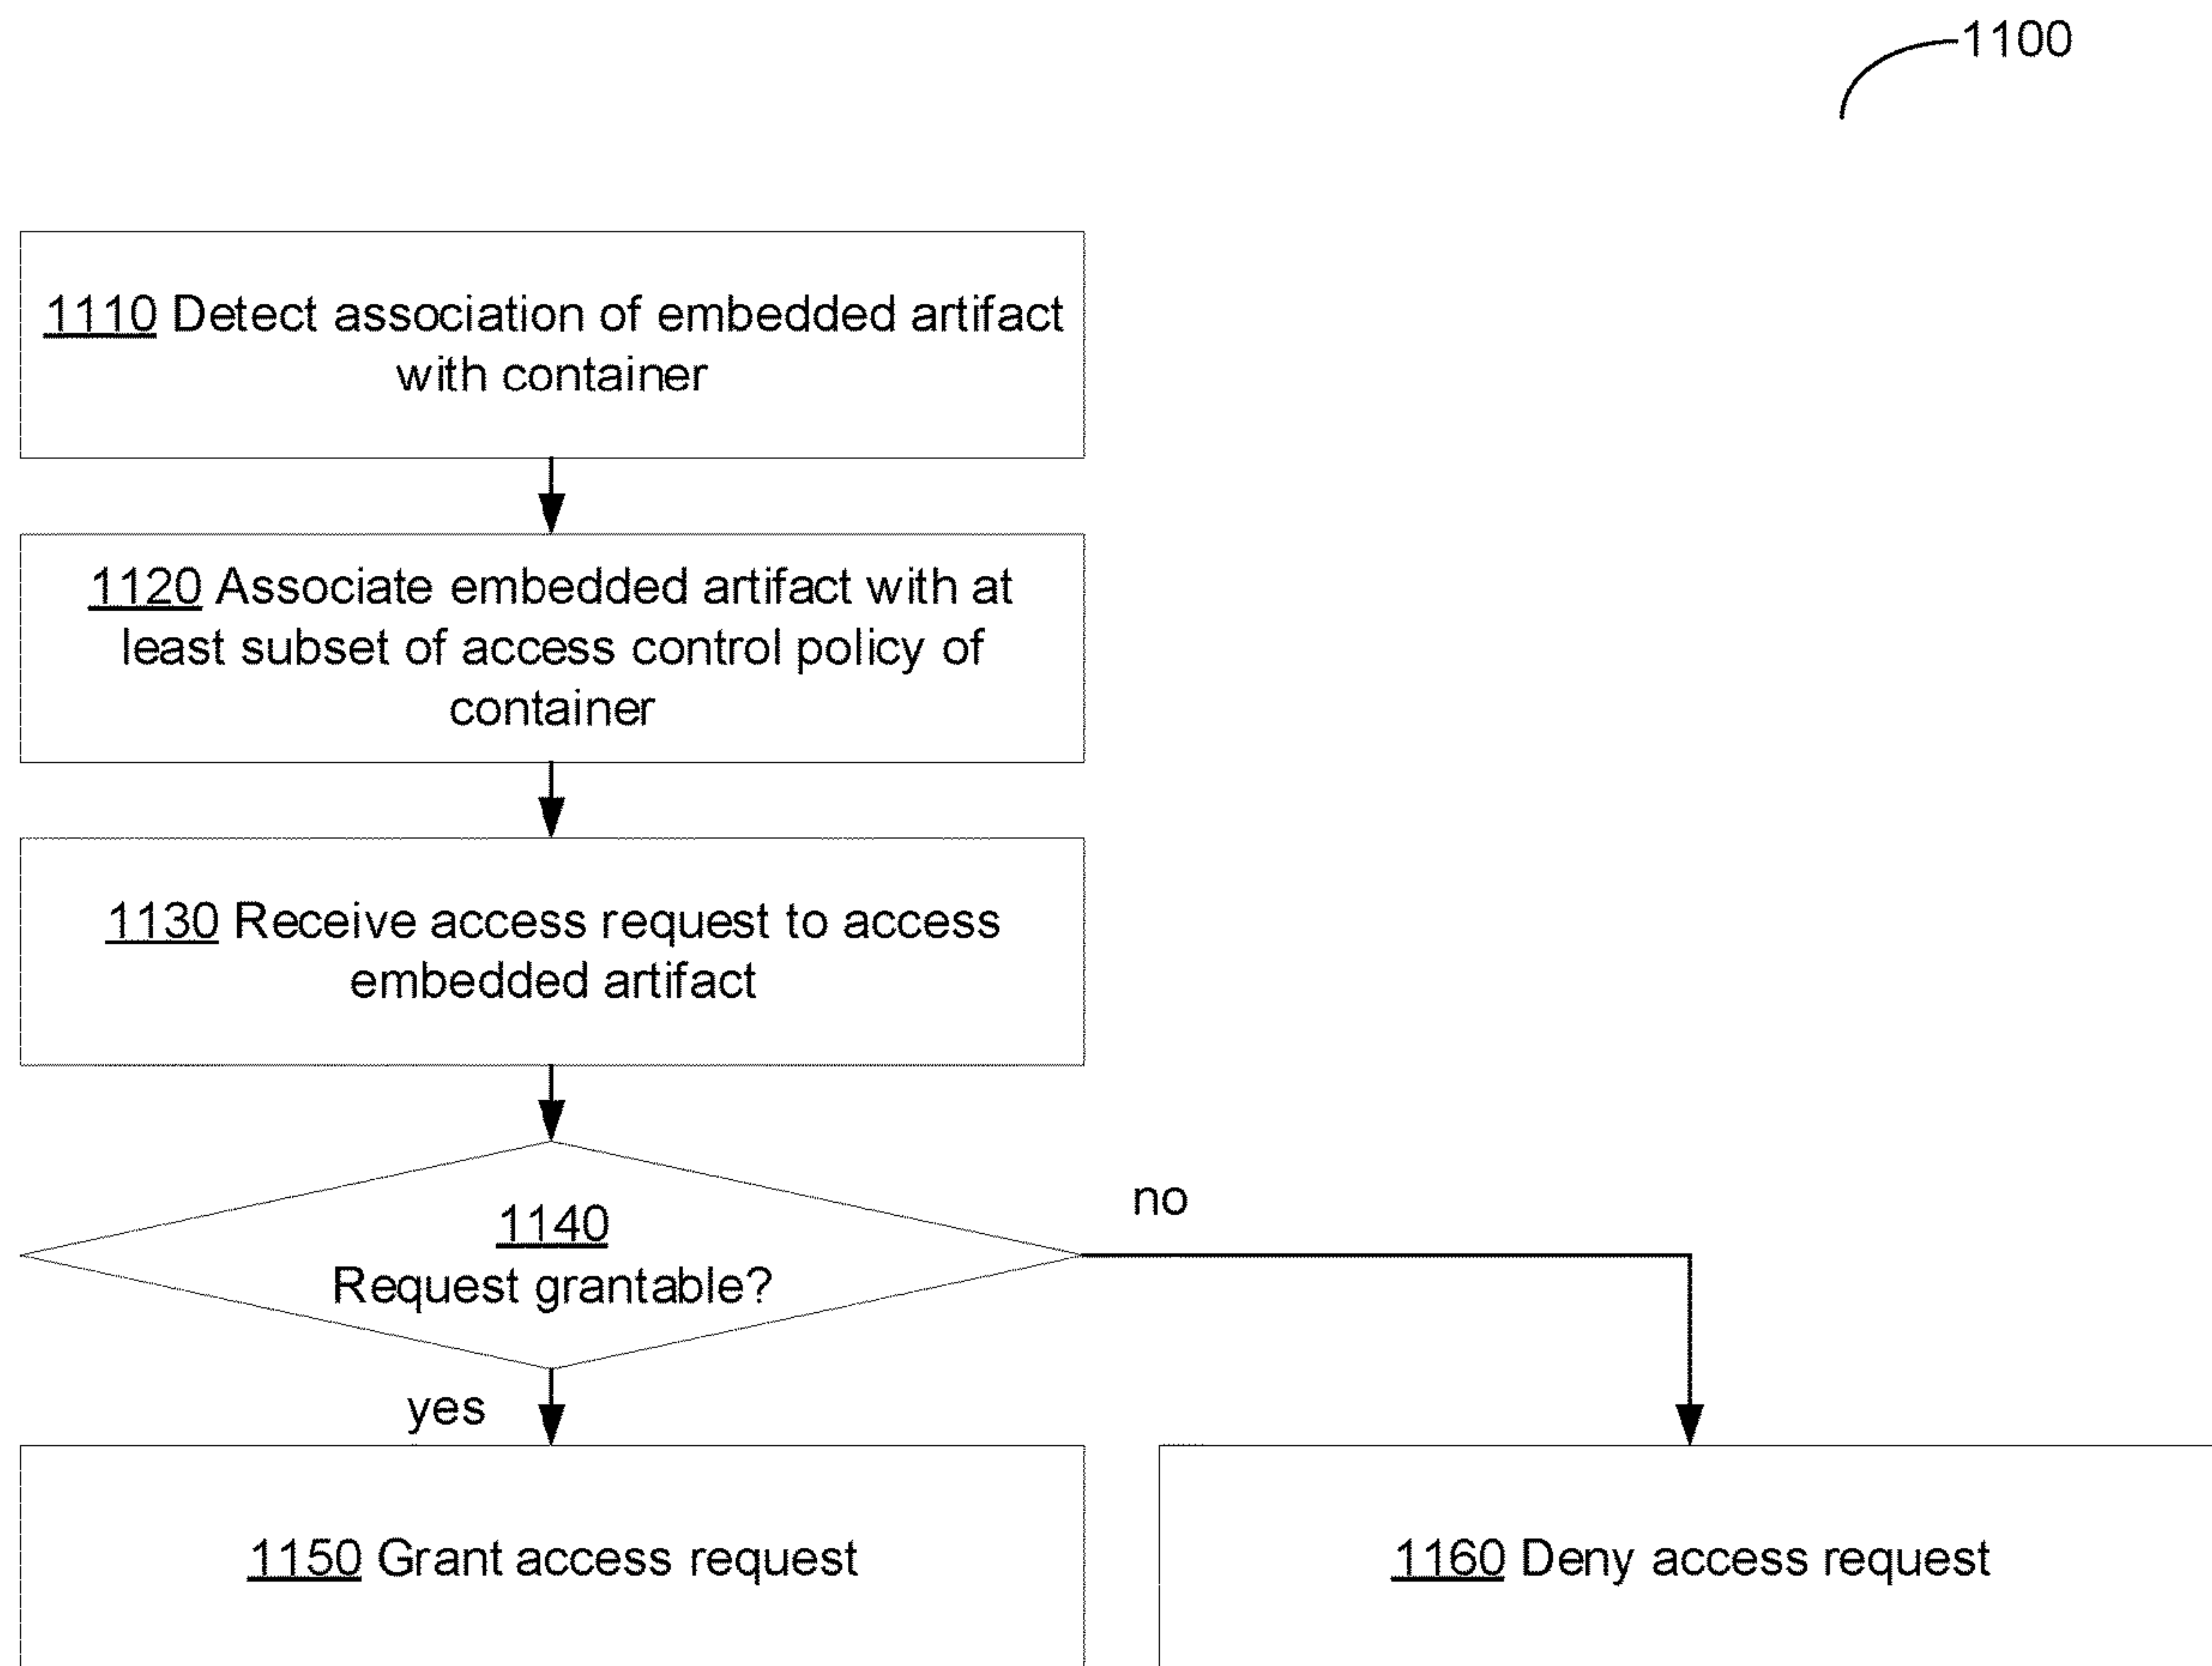 1100
1110 Detect association of embedded artifact
with container
1120 Associate embedded artifact with at
least subset of access control policy of
container
1130 Receive access request to access
embedded artifact
1140
Request grantable?
no
yes
1150 Grant access request
1160 Deny access request